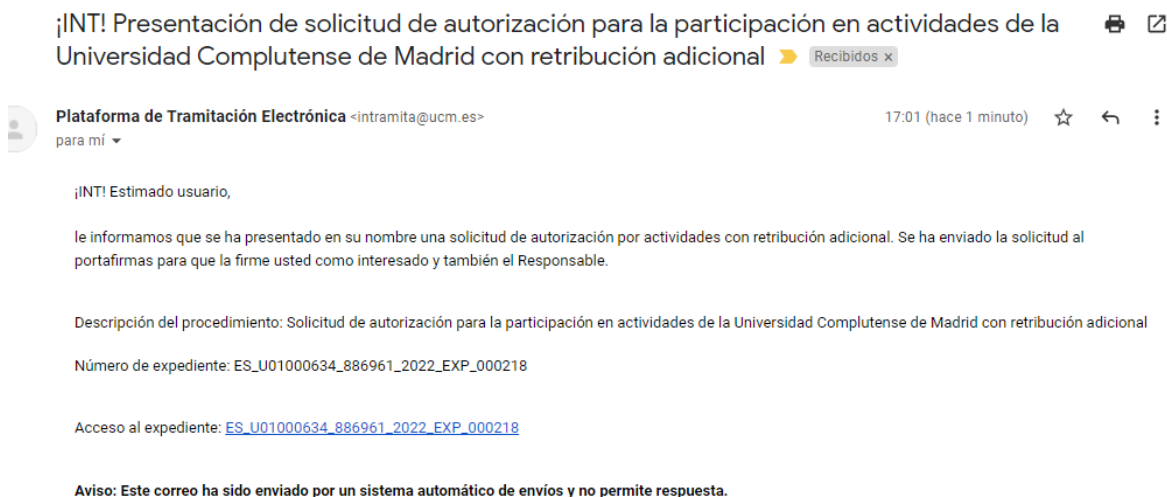 ¡INT! Presentación de solicitud de autorización para la participación en actividades de la
Universidad Complutense de Madrid con retribución adicional Recibidos x
Plataforma de Tramitación Electrónica <intramita@ucm.es> 17:01 (hace 1 minuto)
para mí
¡INT! Estimado usuario,
le informamos que se ha presentado en su nombre una solicitud de autorización por actividades con retribución adicional. Se ha enviado la solicitud al
portafirmas para que la firme usted como interesado y también el Responsable.
Descripción del procedimiento: Solicitud de autorización para la participación en actividades de la Universidad Complutense de Madrid con retribución adicional
Número de expediente: ES_U01000634_886961_2022_EXP_000218
Acceso al expediente: ES_U01000634_886961_2022_EXP_000218
Aviso: Este correo ha sido enviado por un sistema automático de envíos y no permite respuesta.